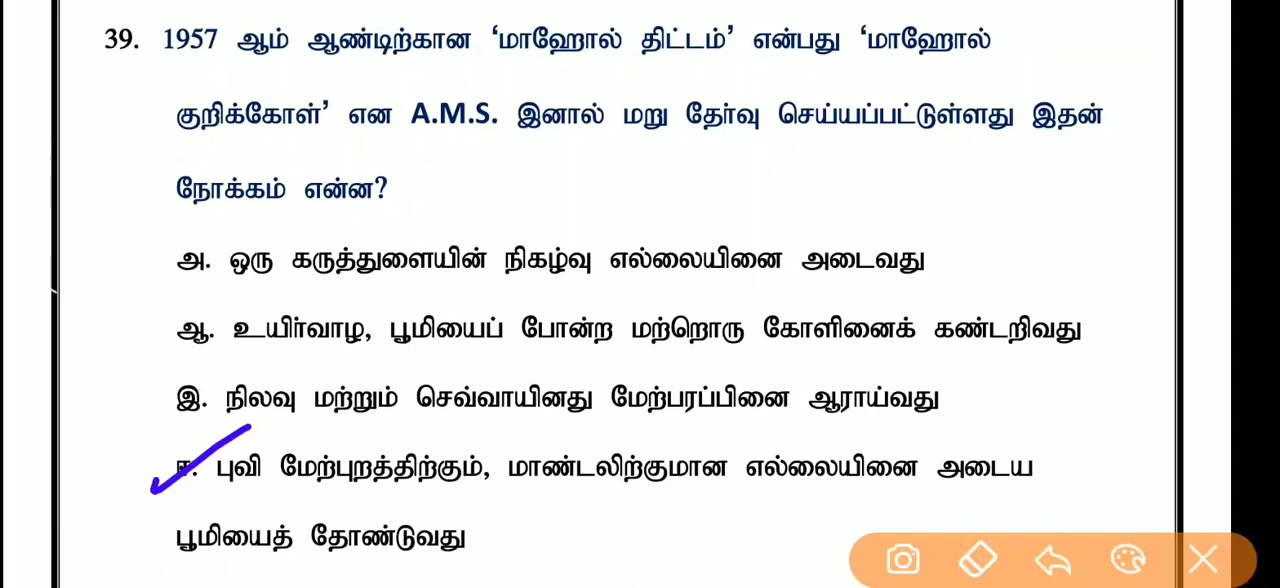 39. 1957 ஆம் ஆண்டிற்கான ‘மாஹோல் திட்டம்’ என்பது ‘மாஹோல்
குறிக்கோள்’ என A.M.S. இனால் மறு தேர்வு செய்யப்பட்டுள்ளது இதன்
நோக்கம் என்ன?
அ. ஒரு கருத்துளையின் நிகழ்வு எல்லையினை அடைவது
ஆ. உயிர்வாழ, பூமியைப் போன்ற மற்றொரு கோளினைக் கண்டறிவது
இ. நிலவு மற்றும் செவ்வாயினது மேற்பரப்பினை ஆராய்வது
ஈ. புவி மேற்புறத்திற்கும், மாண்டலிற்குமான எல்லையினை அடைய
பூமியைத் தோண்டுவது